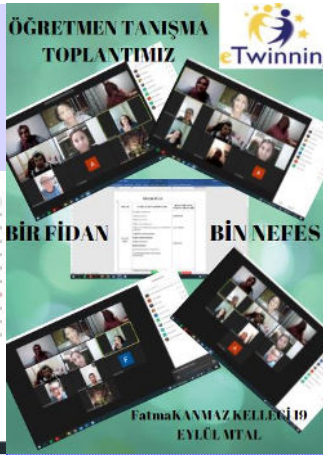 ÖĞRETMEN TANIŞMA
TOPLANTIMIZ
eTwinnin
BİR FİDAN
BİN NEFES
FatmaKANMAZ KELLECİ 19
EYLÜL MTAL